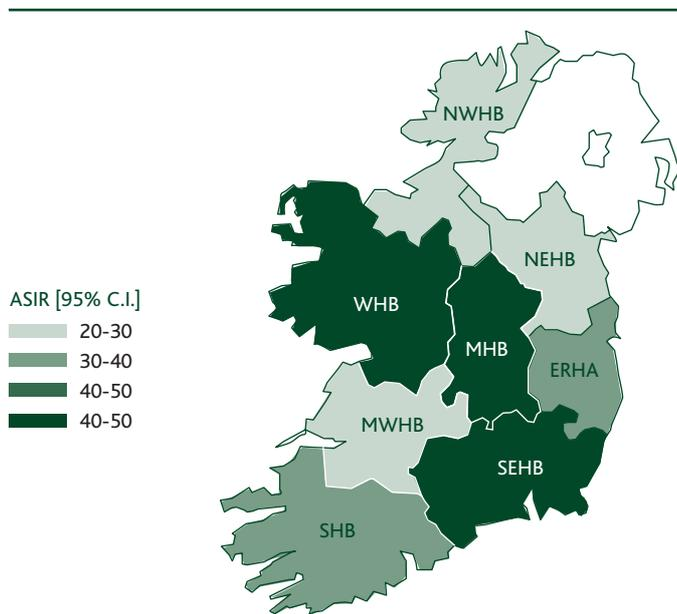 NWHB
NEHB
ASIR [95% C.I.]
20-30
30-40
40-50
40-50
WHB
MHB
ERHA
MWHB
SEHB
SHB